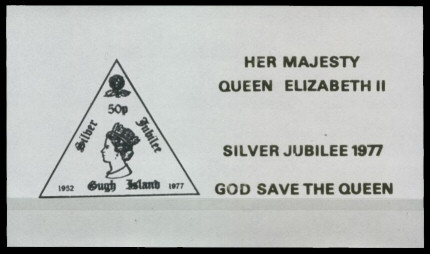 50p
Silver Jubilee
1952 Gugh Island 1977
HER MAJESTY
QUEEN ELIZABETH II
SILVER JUBILEE 1977
GOD SAVE THE QUEEN